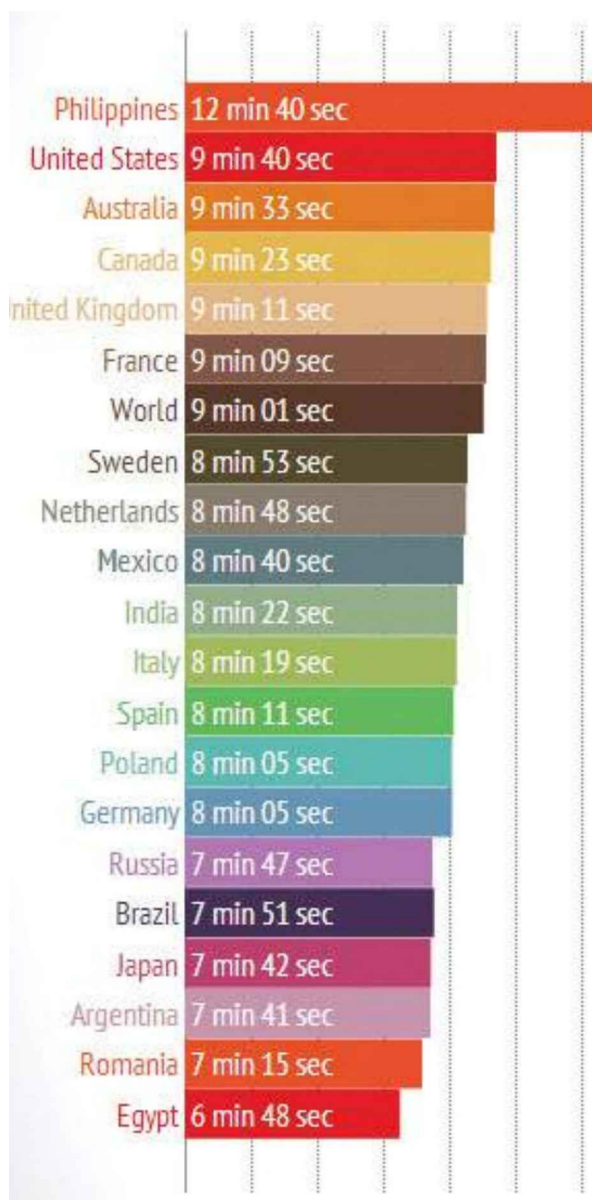 Philippines 12 min 40 sec
United States 9 min 40 sec
Australia 9 min 33 sec
Canada 9 min 23 sec
nited Kingdom 9 min 11 sec
France 9 min 09 sec
World 9 min 01 sec
Sweden 8 min 53 sec
Netherlands 8 min 48 sec
Mexico 8 min 40 sec
India 8 min 22 sec
Italy 8 min 19 sec
Spain 8 min 11 sec
Poland 8 min 05 sec
Germany 8 min 05 sec
Russia 7 min 47 sec
Brazil 7 min 51 sec
Japan 7 min 42 sec
Argentina 7 min 41 sec
Romania 7 min 15 sec
Egypt 6 min 48 sec